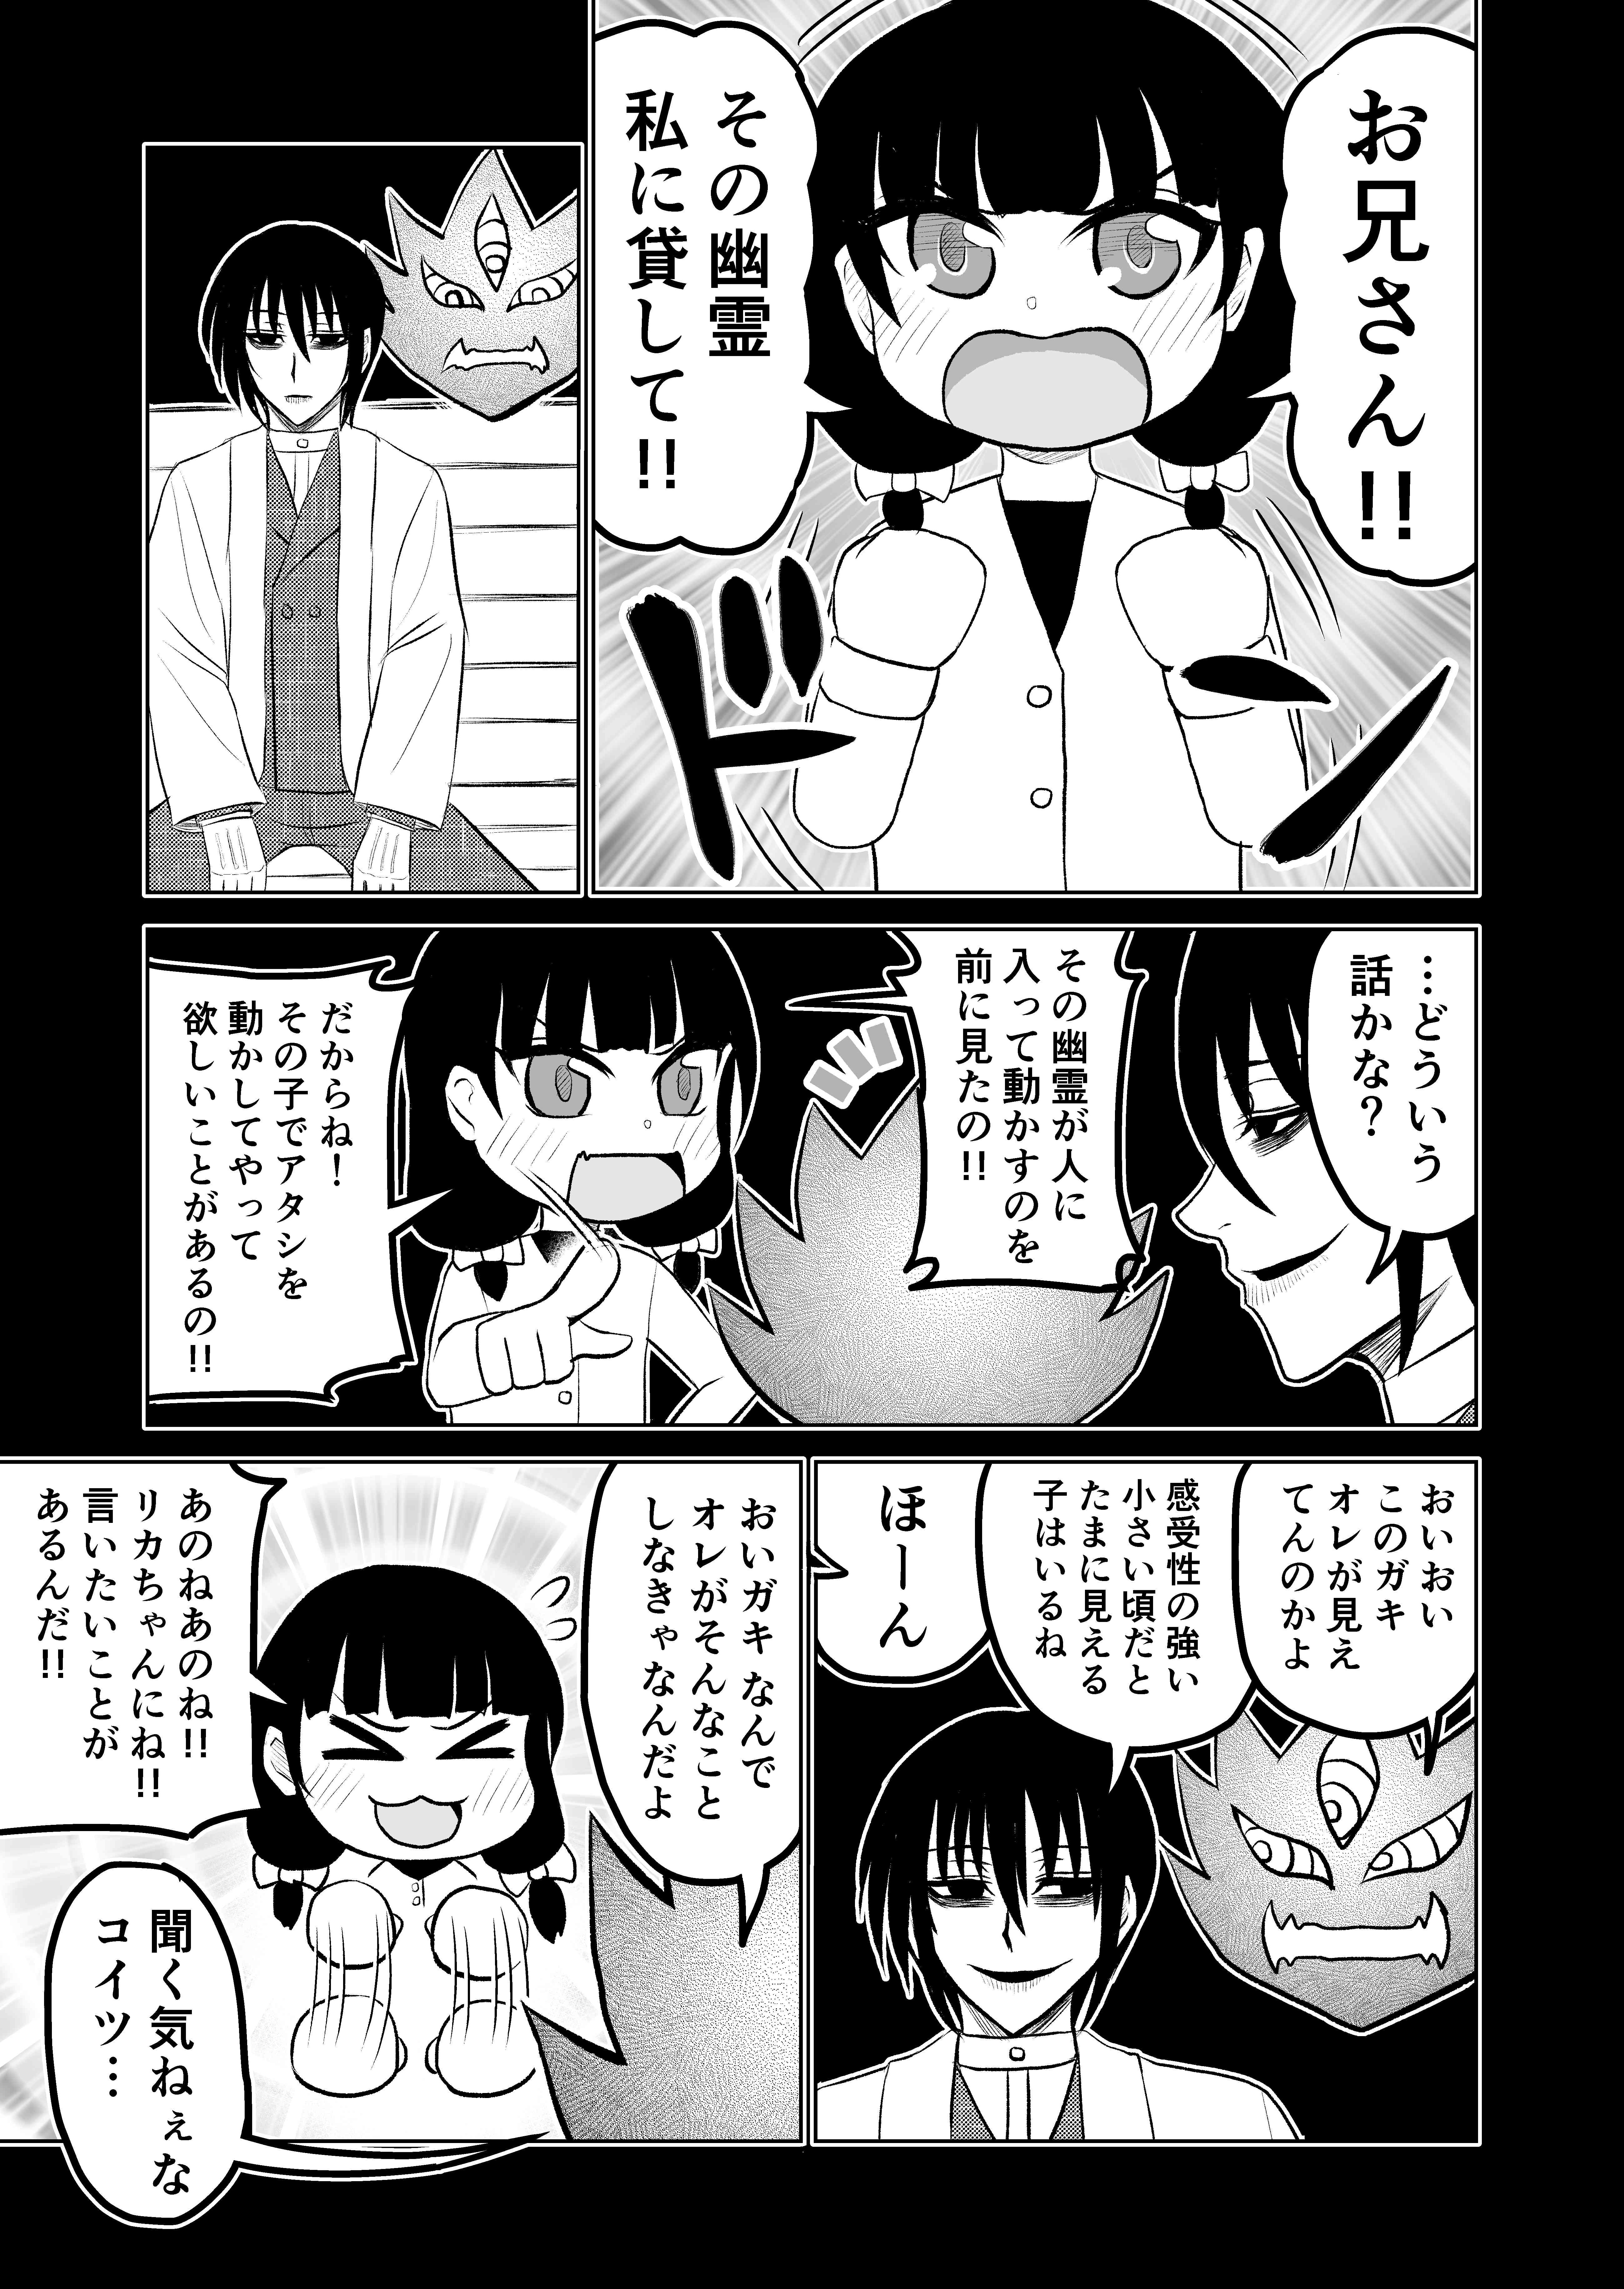 お兄さん!!
その幽霊
私に貸して!!
ドン
…どういう
話かな？
その幽霊が人に
入って動かすのを
前に見たの!!
だからね！
その子でアタシを
動かしてやって
欲しいことがあるの!!
おいおい
このガキ
オレが見え
てんのかよ
感受性の強い
小さい頃だと
たまに見える
子はいるね
ほーん
おいガキ なんで
オレがそんなこと
しなきゃなんだよ
あのねあのね!!
リカちゃんにね!!
言いたいことが
あるんだ!!
聞く気ねぇな
コイツ…